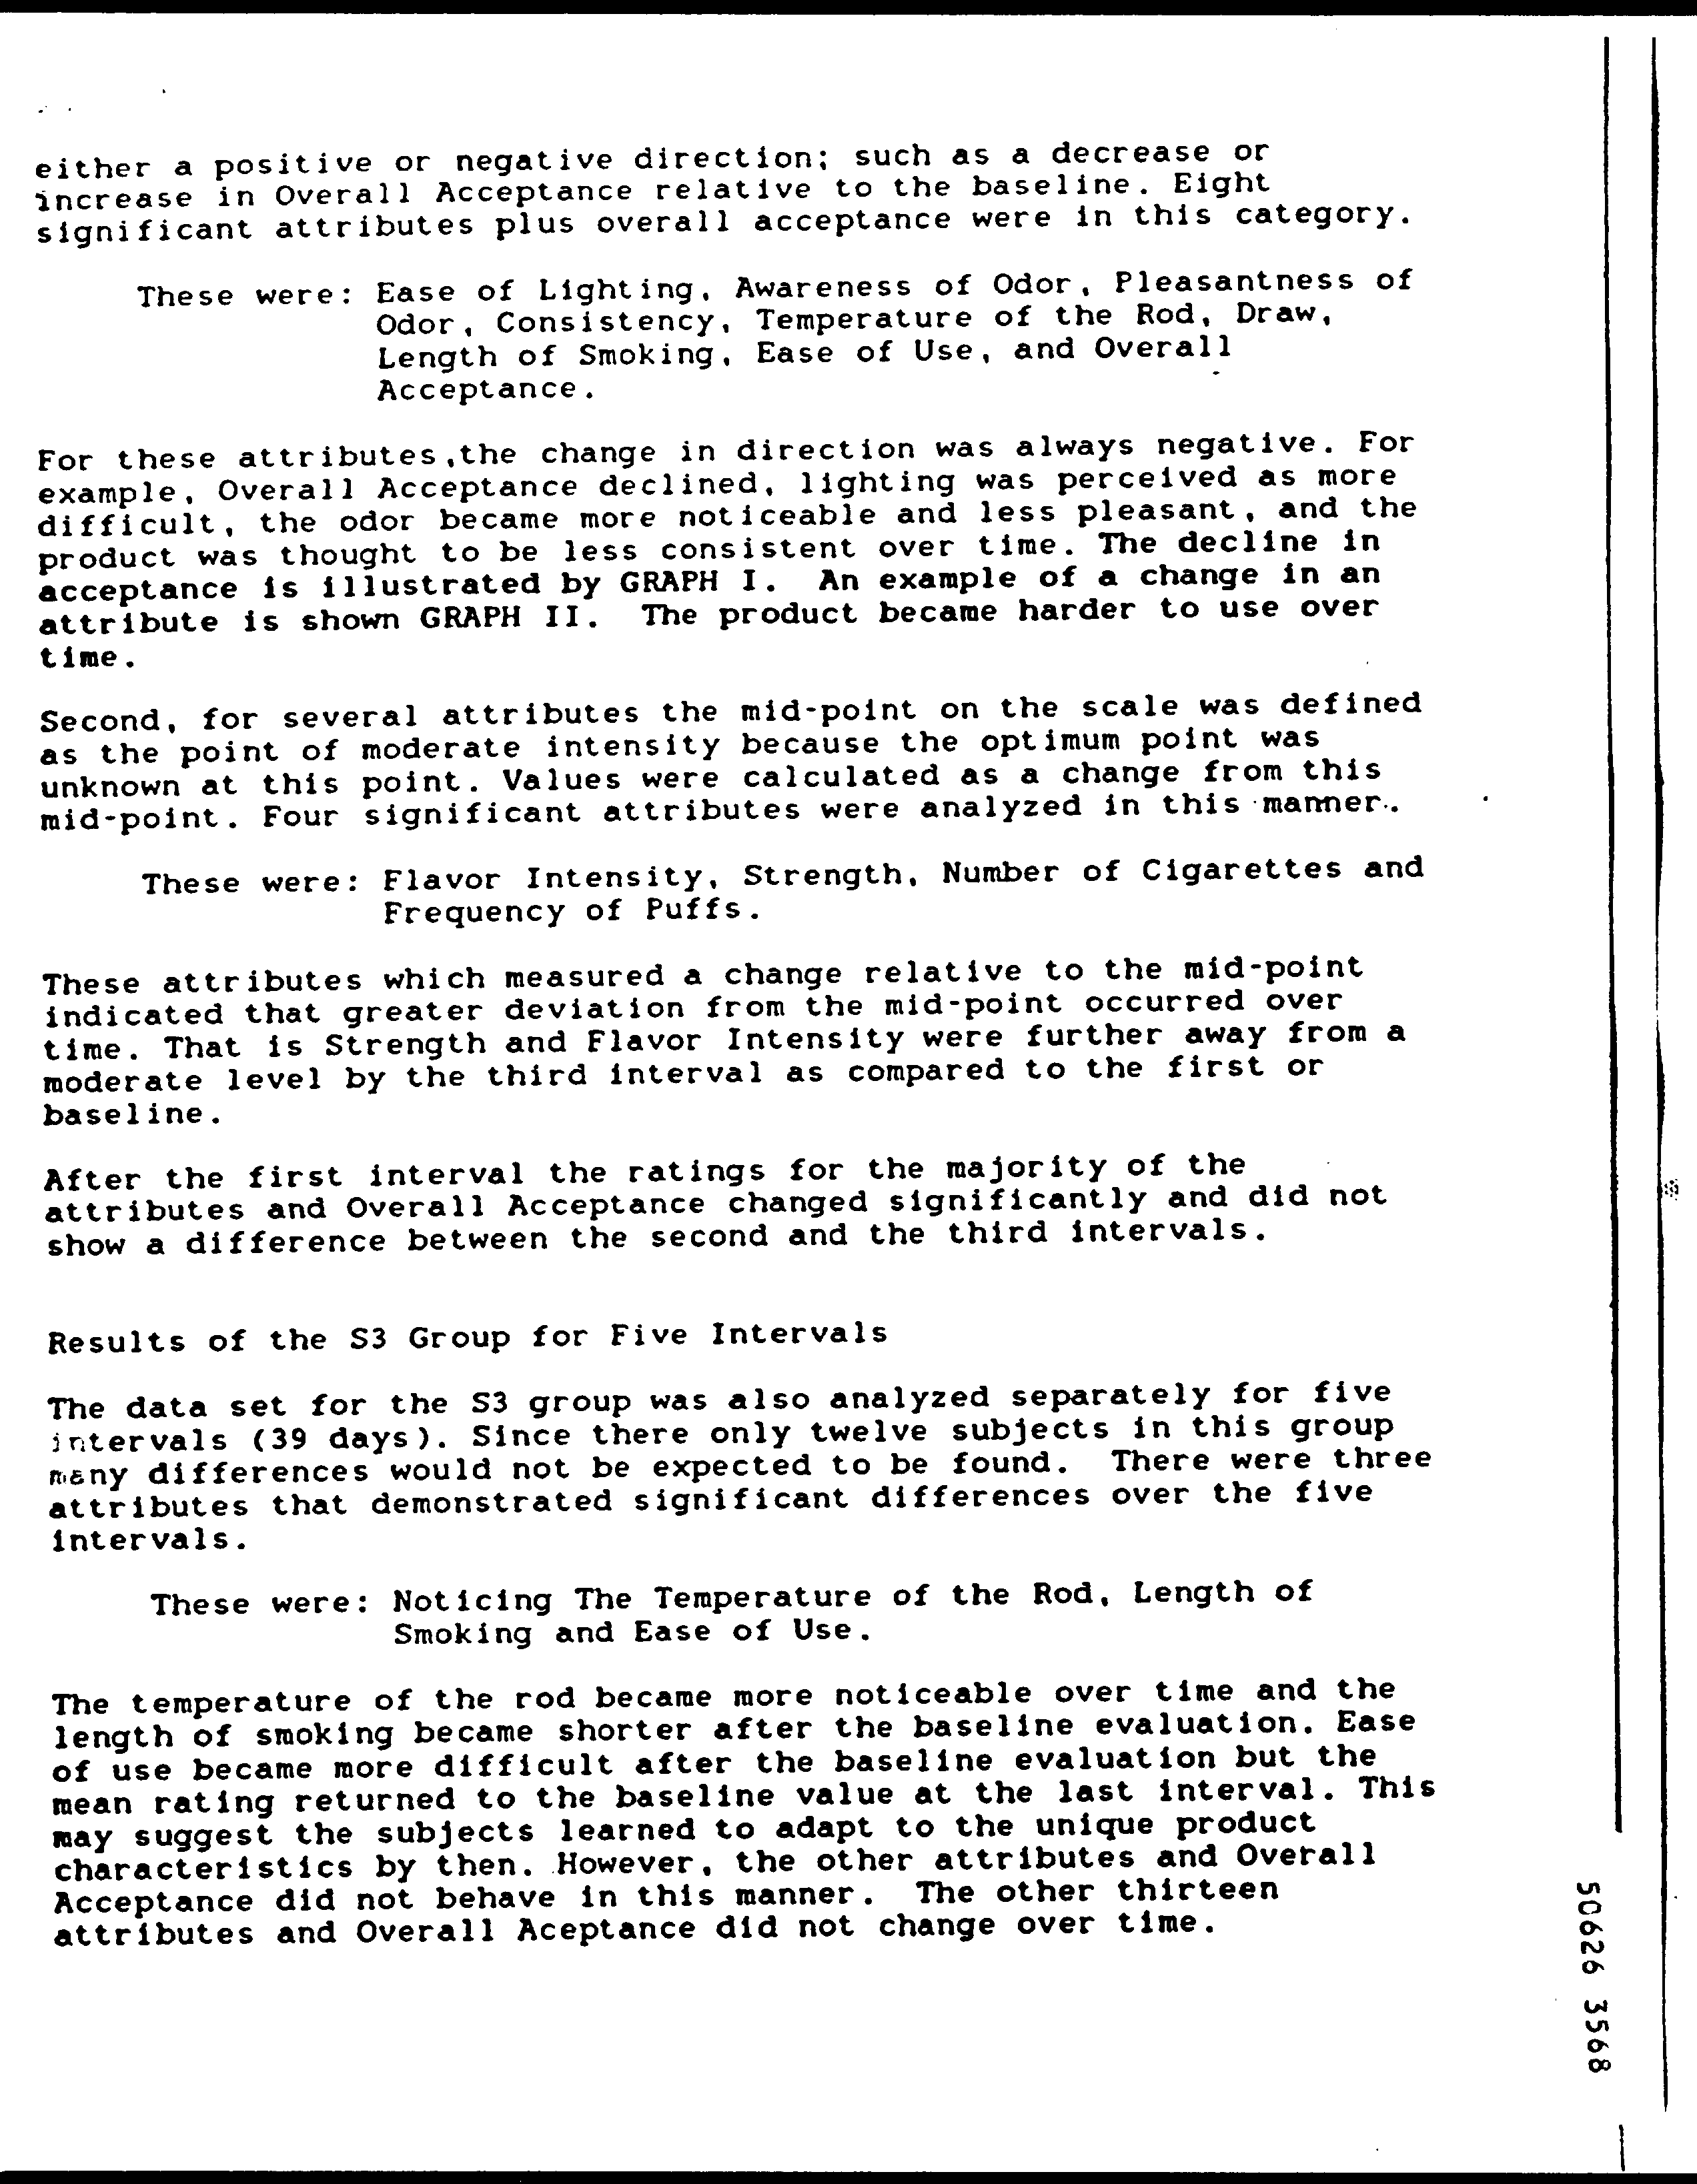 either a positive or negative direction; such as a decrease or
increase in Overall Acceptance relative to the baseline. Eight
significant attributes plus overall acceptance were in this category.
These were: Ease of Lighting, Awareness of Odor, Pleasantness of
Odor, Consistency, Temperature of the Rod, Draw,
Length of Smoking, Ease of Use, and Overall
Acceptance.
For these attributes,the change in direction was always negative. For
example, Overall Acceptance declined, lighting was perceived as more
difficult, the odor became more noticeable and less pleasant, and the
product was thought to be less consistent over time. The decline in
acceptance is illustrated by GRAPH I. An example of a change in an
attribute is shown GRAPH II. The product became harder to use over
time.
Second, for several attributes the mid-point on the scale was defined
as the point of moderate intensity because the optimum point was
unknown at this point. Values were calculated as a change from this
mid-point. Four significant attributes were analyzed in this manner.
These were: Flavor Intensity, Strength, Number of Cigarettes and
Frequency of Puffs.
These attributes which measured a change relative to the mid-point
indicated that greater deviation from the mid-point occurred over
time. That is Strength and Flavor Intensity were further away from a
moderate level by the third interval as compared to the first or
baseline.
After the first interval the ratings for the majority of the
attributes and Overall Acceptance changed significantly and did not
show a difference between the second and the third intervals.
Results of the S3 Group for Five Intervals
The data set for the S3 group was also analyzed separately for five
intervals (39 days). Since there only twelve subjects in this group
many differences would not be expected to be found. There were three
attributes that demonstrated significant differences over the five
intervals.
These were: Noticing The Temperature of the Rod, Length of
Smoking and Ease of Use.
The temperature of the rod became more noticeable over time and the
length of smoking became shorter after the baseline evaluation. Ease
of use became more difficult after the baseline evaluation but the
mean rating returned to the baseline value at the last interval. This
may suggest the subjects learned to adapt to the unique product
characteristics by then. However, the other attributes and Overall
Acceptance did not behave in this manner. The other thirteen
attributes and Overall Aceptance did not change over time.
50626 3568